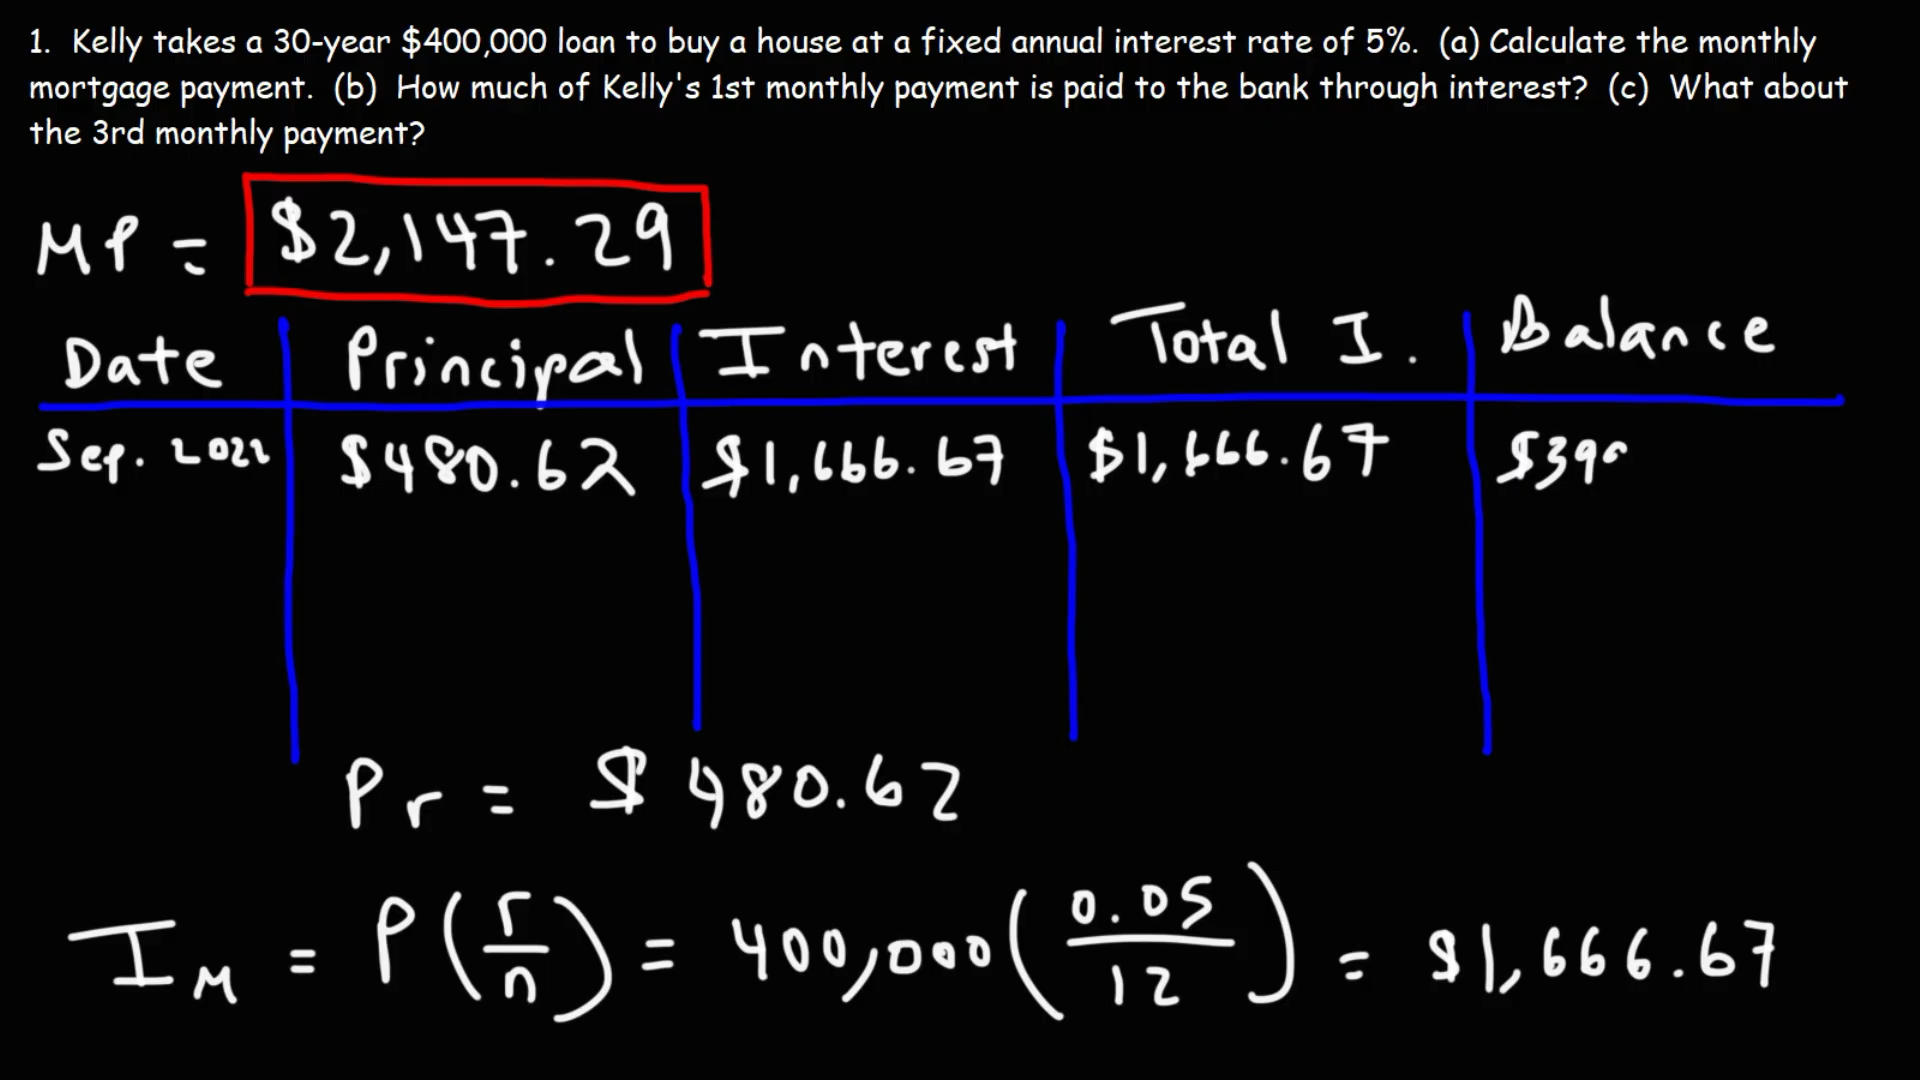 1. Kelly takes a 30-year $400,000 loan to buy a house at a fixed annual interest rate of 5%. (a) Calculate the monthly
mortgage payment. (b) How much of Kelly's 1st monthly payment is paid to the bank through interest? (c) What about
the 3rd monthly payment?
MP = $2,147.29
Date Principal Interest Total I. Balance
Sep. 2022 $480.62 $1,666.67 $1,666.67 $39
Pr = $480.62
I_M = P(r/n) = 400,000(0.05/12) = $1,666.67